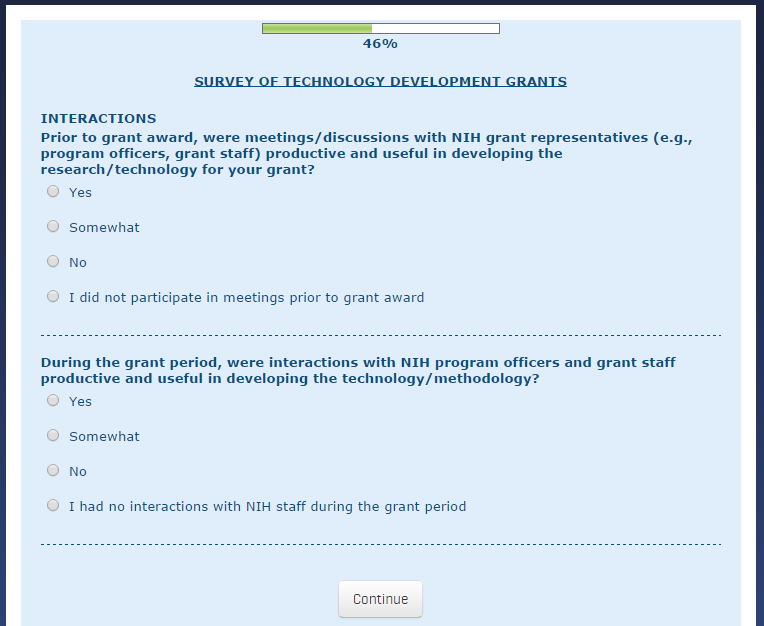 46%
SURVEY OF TECHNOLOGY DEVELOPMENT GRANTS
INTERACTIONS
Prior to grant award, were meetings/discussions with NIH grant representatives (e.g.,
program officers, grant staff) productive and useful in developing the
research/technology for your grant?
Yes
Somewhat
No
I did not participate in meetings prior to grant award
During the grant period, were interactions with NIH program officers and grant staff
productive and useful in developing the technology/methodology?
Yes
Somewhat
No
I had no interactions with NIH staff during the grant period
Continue